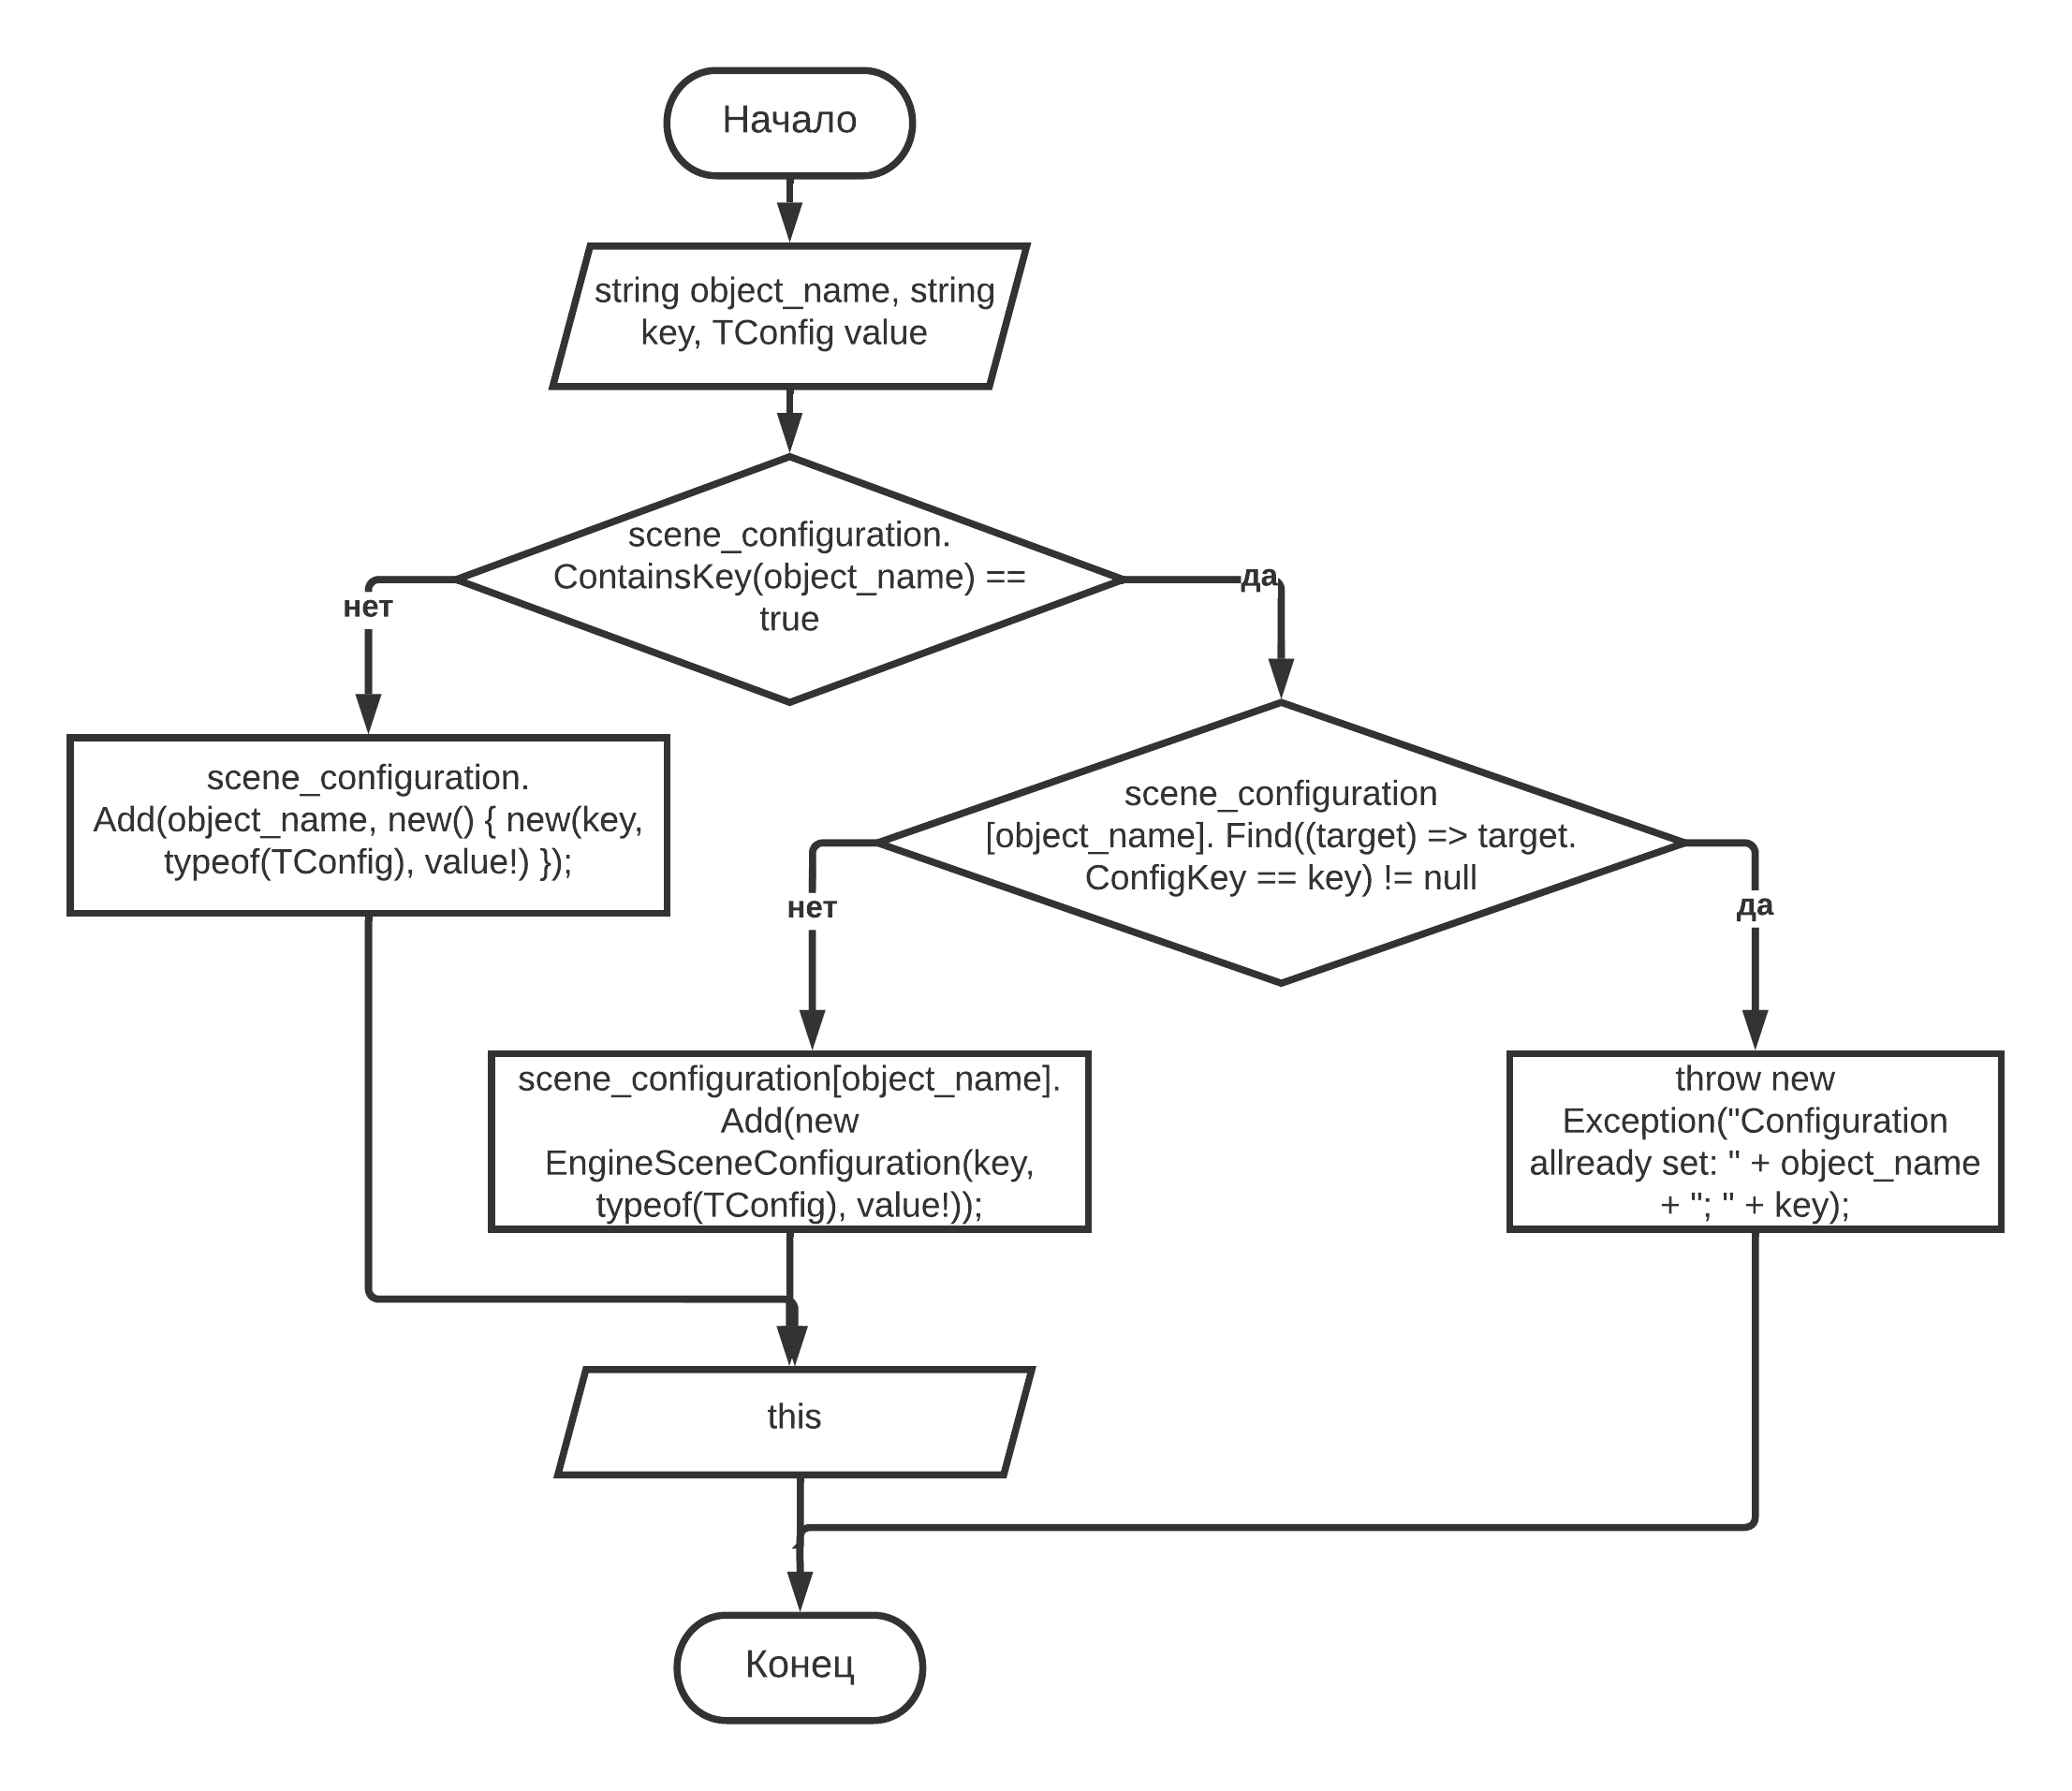 Начало
string object_name, string
key, TConfig value
scene_configuration.
ContainsKey(object_name) ==
true
нет
да
scene_configuration.
Add(object_name, new() { new(key,
typeof(TConfig), value!) });
scene_configuration
[object_name]. Find((target) => target.
ConfigKey == key) != null
нет
да
scene_configuration[object_name].
Add(new
EngineSceneConfiguration(key,
typeof(TConfig), value!));
throw new
Exception("Configuration
allready set: " + object_name
+ "; " + key);
this
Конец